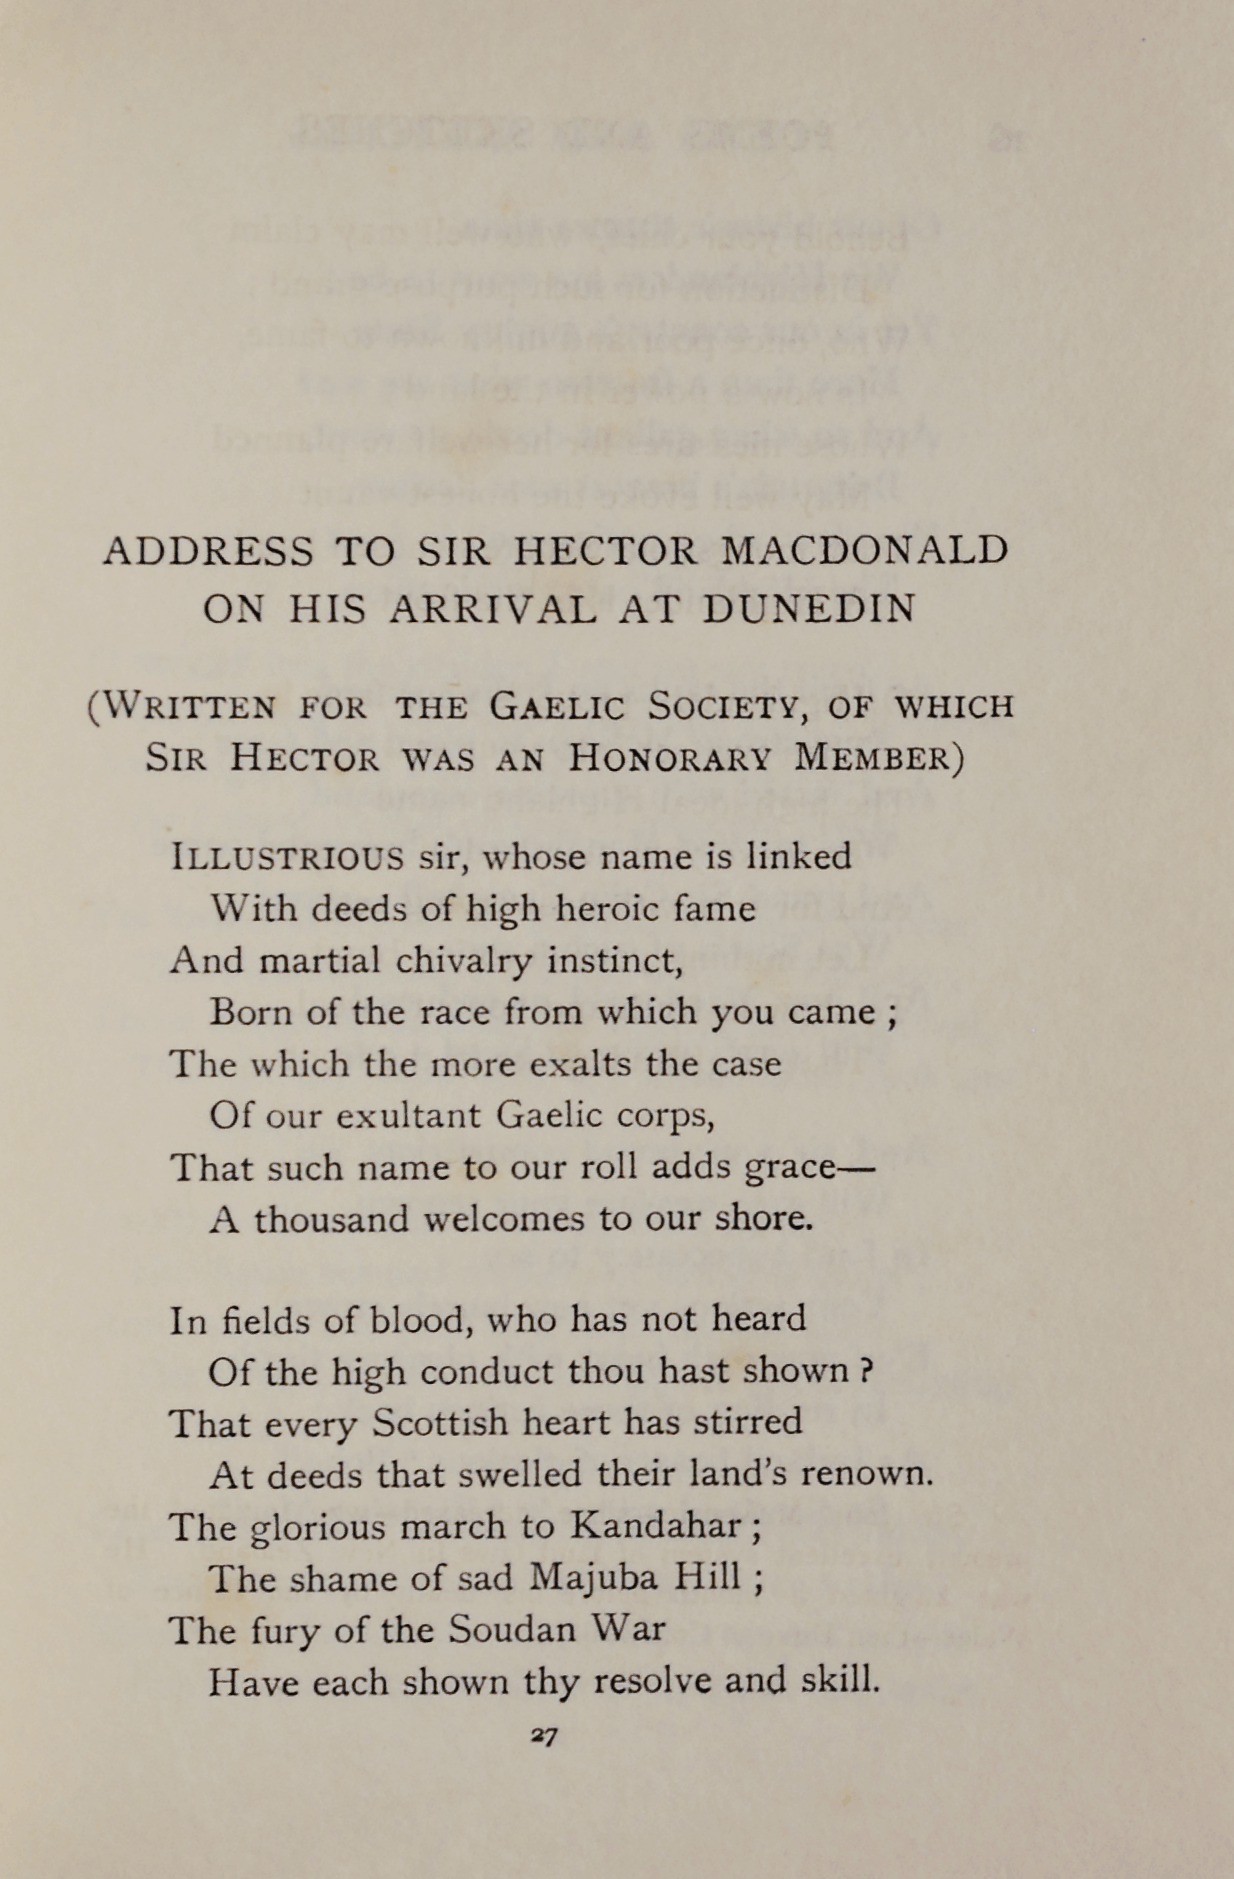 ADDRESS TO SIR HECTOR MACDONALD
ON HIS ARRIVAL AT DUNEDIN
(WRITTEN FOR THE GAELIC SOCIETY, OF WHICH
SIR HECTOR WAS AN HONORARY MEMBER)
ILLUSTRIOUS sir, whose name is linked
With deeds of high heroic fame
And martial chivalry instinct,
Born of the race from which you came ;
The which the more exalts the case
Of our exultant Gaelic corps,
That such name to our roll adds grace—
A thousand welcomes to our shore.
In fields of blood, who has not heard
Of the high conduct thou hast shown ?
That every Scottish heart has stirred
At deeds that swelled their land's renown.
The glorious march to Kandahar ;
The shame of sad Majuba Hill ;
The fury of the Soudan War
Have each shown thy resolve and skill.
27